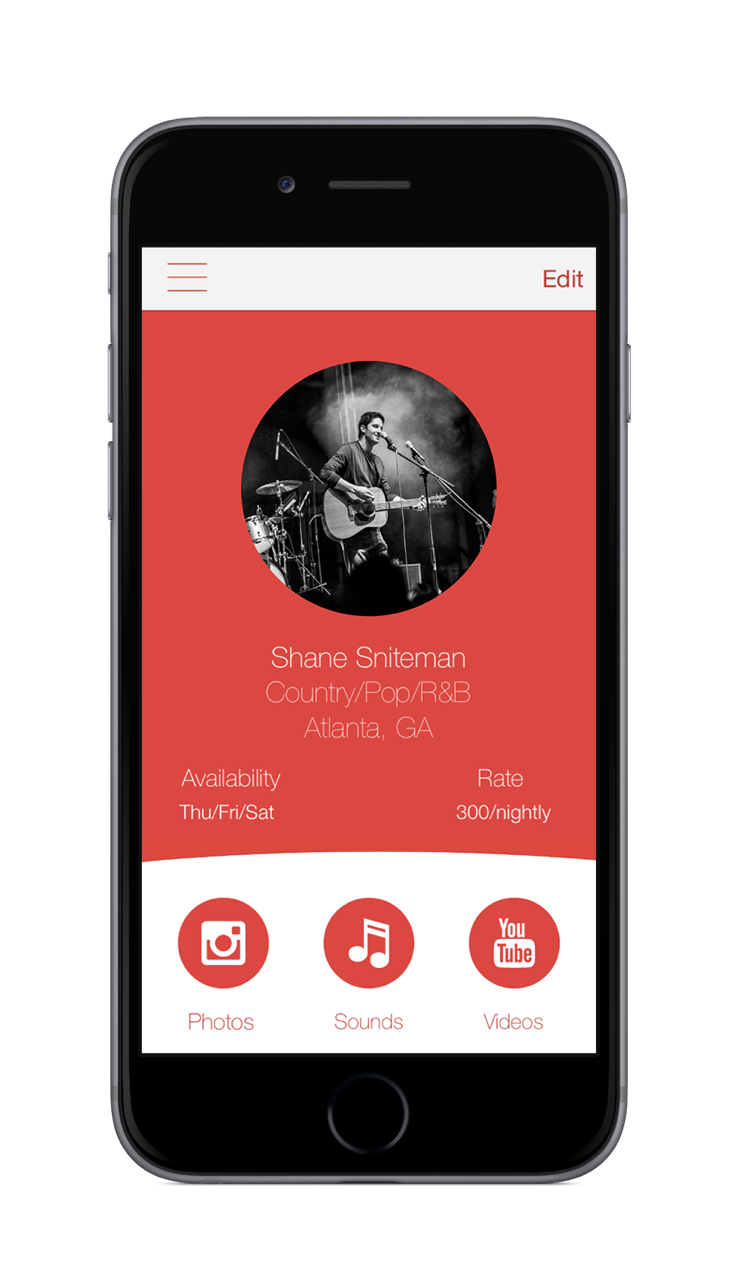 Edit
Shane Sniteman
Country/Pop/R&B
Atlanta, GA
Availability
Rate
Thu/Fri/Sat
300/nightly
You
Tube
Photos
Sounds
Videos